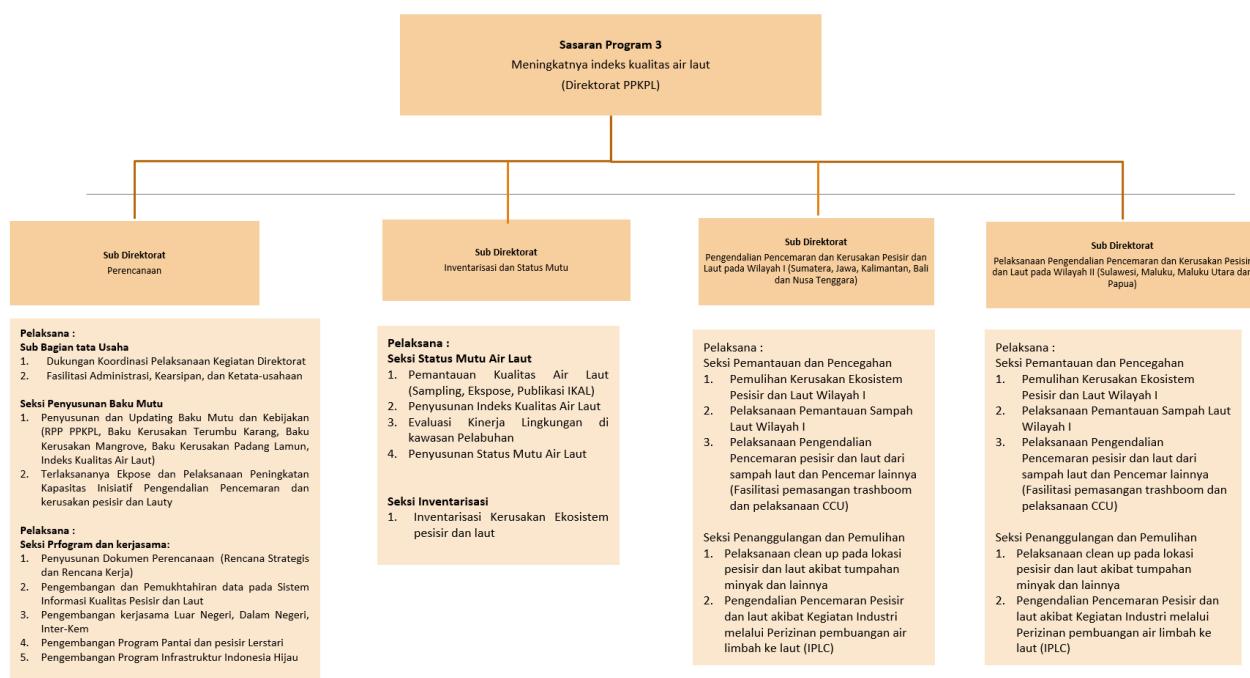 Sasaran Program 3
Meningkatnya indeks kualitas air laut
(Direktorat PPKPL)
Sub Direktorat
Perencanaan
Sub Direktorat
Inventarisasi dan Status Mutu
Sub Direktorat
Pengendalian Pencemaran dan Kerusakan Pesisir dan
Laut pada Wilayah I (Sumatera, Jawa, Kalimantan, Bali
dan Nusa Tenggara)
Sub Direktorat
Pelaksanaan Pengendalian Pencemaran dan Kerusakan Pesisir
dan Laut pada Wilayah II (Sulawesi, Maluku, Maluku Utara dan
Papua)
Pelaksana :
Sub Bagian tata Usaha
1. Dukungan Koordinasi Pelaksanaan Kegiatan Direktorat
2. Fasilitasi Administrasi, Kearsipan, dan Ketata-usahaan
Seksi Penyusunan Baku Mutu
1. Penyusunan dan Updating Baku Mutu dan Kebijakan
(RPP PPKPL, Baku Kerusakan Terumbu Karang, Baku
Kerusakan Mangrove, Baku Kerusakan Padang Lamun,
Indeks Kualitas Air Laut)
2. Terlaksananya Ekpose dan Pelaksanaan Peningkatan
Kapasitas Inisiatif Pengendalian Pencemaran dan
kerusakan pesisir dan Lauty
Pelaksana :
Seksi Prfogram dan kerjasama:
1. Penyusunan Dokumen Perencanaan (Rencana Strategis
dan Rencana Kerja)
2. Pengembangan dan Pemukhtahiran data pada Sistem
Informasi Kualitas Pesisir dan Laut
3. Pengembangan kerjasama Luar Negeri, Dalam Negeri,
Inter-Kem
4. Pengembangan Program Pantai dan pesisir Lerstari
5. Pengembangan Program Infrastruktur Indonesia Hijau
Pelaksana :
Seksi Status Mutu Air Laut
1. Pemantauan Kualitas Air Laut
(Sampling, Ekspose, Publikasi IKAL)
2. Penyusunan Indeks Kualitas Air Laut
3. Evaluasi Kinerja Lingkungan di
kawasan Pelabuhan
4. Penyusunan Status Mutu Air Laut
Seksi Inventarisasi
1. Inventarisasi Kerusakan Ekosistem
pesisir dan laut
Pelaksana :
Seksi Pemantauan dan Pencegahan
1. Pemulihan Kerusakan Ekosistem
Pesisir dan Laut Wilayah I
2. Pelaksanaan Pemantauan Sampah
Laut Wilayah I
3. Pelaksanaan Pengendalian
Pencemaran pesisir dan laut dari
sampah laut dan Pencemar lainnya
(Fasilitasi pemasangan trashboom
dan pelaksanaan CCU)
Seksi Penanggulangan dan Pemulihan
1. Pelaksanaan clean up pada lokasi
pesisir dan laut akibat tumpahan
minyak dan lainnya
2. Pengendalian Pencemaran Pesisir
dan laut akibat Kegiatan Industri
melalui Perizinan pembuangan air
limbah ke laut (IPLC)
Pelaksana :
Seksi Pemantauan dan Pencegahan
1. Pemulihan Kerusakan Ekosistem
Pesisir dan Laut Wilayah I
2. Pelaksanaan Pemantauan Sampah Laut
Wilayah I
3. Pelaksanaan Pengendalian
Pencemaran pesisir dan laut dari
sampah laut dan Pencemar lainnya
(Fasilitasi pemasangan trashboom dan
pelaksanaan CCU)
Seksi Penanggulangan dan Pemulihan
1. Pelaksanaan clean up pada lokasi
pesisir dan laut akibat tumpahan
minyak dan lainnya
2. Pengendalian Pencemaran Pesisir dan
laut akibat Kegiatan Industri melalui
Perizinan pembuangan air limbah ke
laut (IPLC)